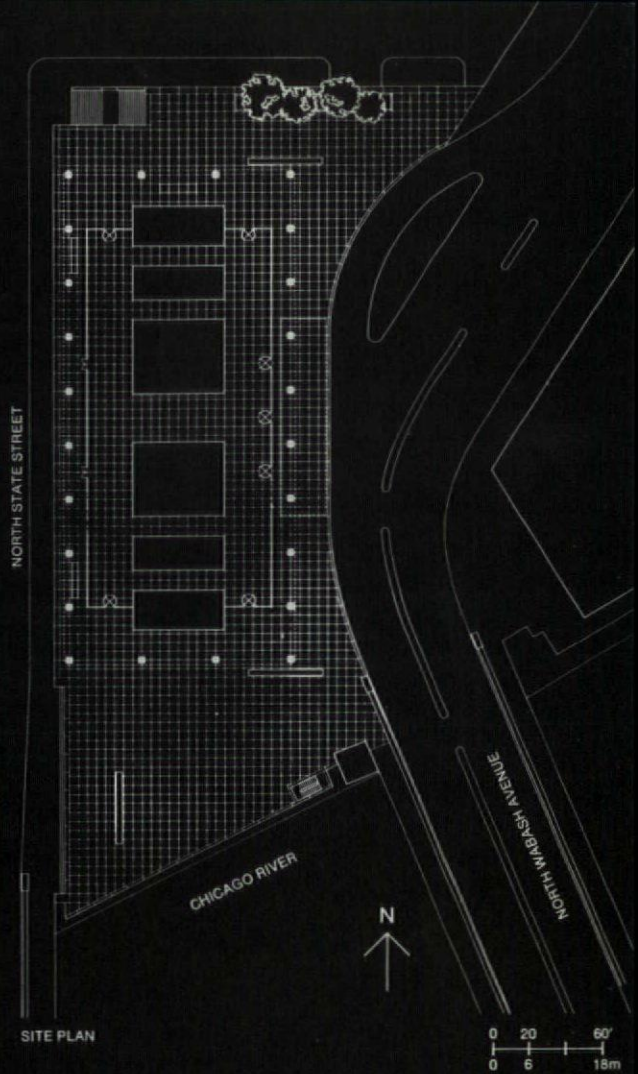 NORTH STATE STREET
CHICAGO RIVER
NORTH WABASH AVENUE
N
SITE PLAN
0 20 60'
0 6 18m